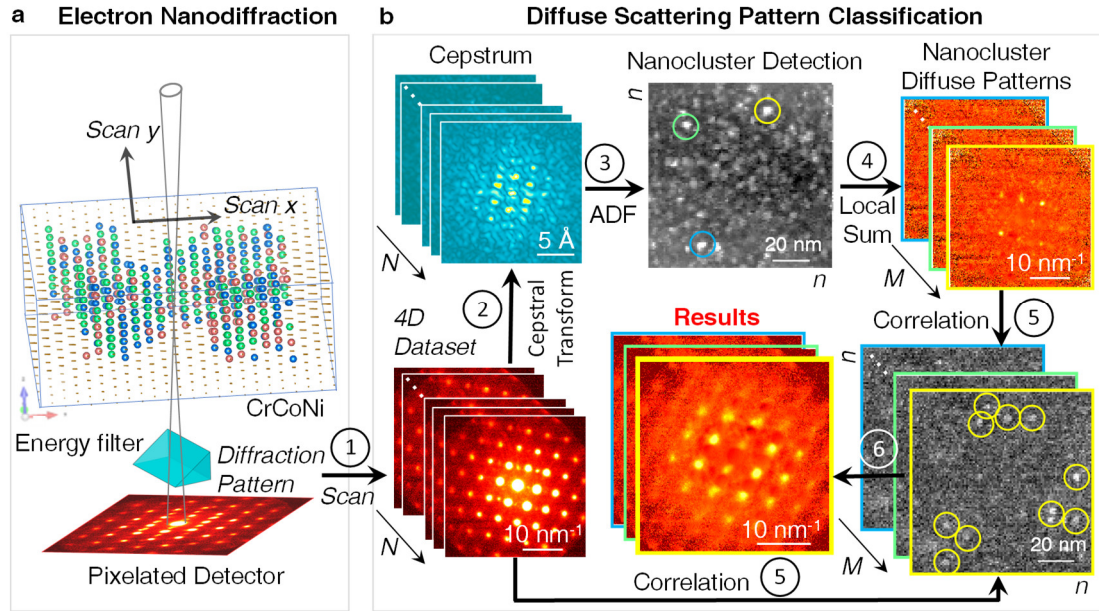 a Electron Nanodiffraction
Scan y
Scan x
CrCoNi
Energy filter
Diffraction
Pattern
Pixelated Detector
b Diffuse Scattering Pattern Classification
Cepstrum
5 Å
N
3
ADF
Nanocluster Detection
n
20 nm
n
4
Local
Sum
Nanocluster
Diffuse Patterns
10 nm⁻¹
M
2
Cepstral
Transform
4D
Dataset
1
Scan
N
10 nm⁻¹
Results
10 nm⁻¹
Correlation 5
n
6
M
20 nm
n
Correlation 5